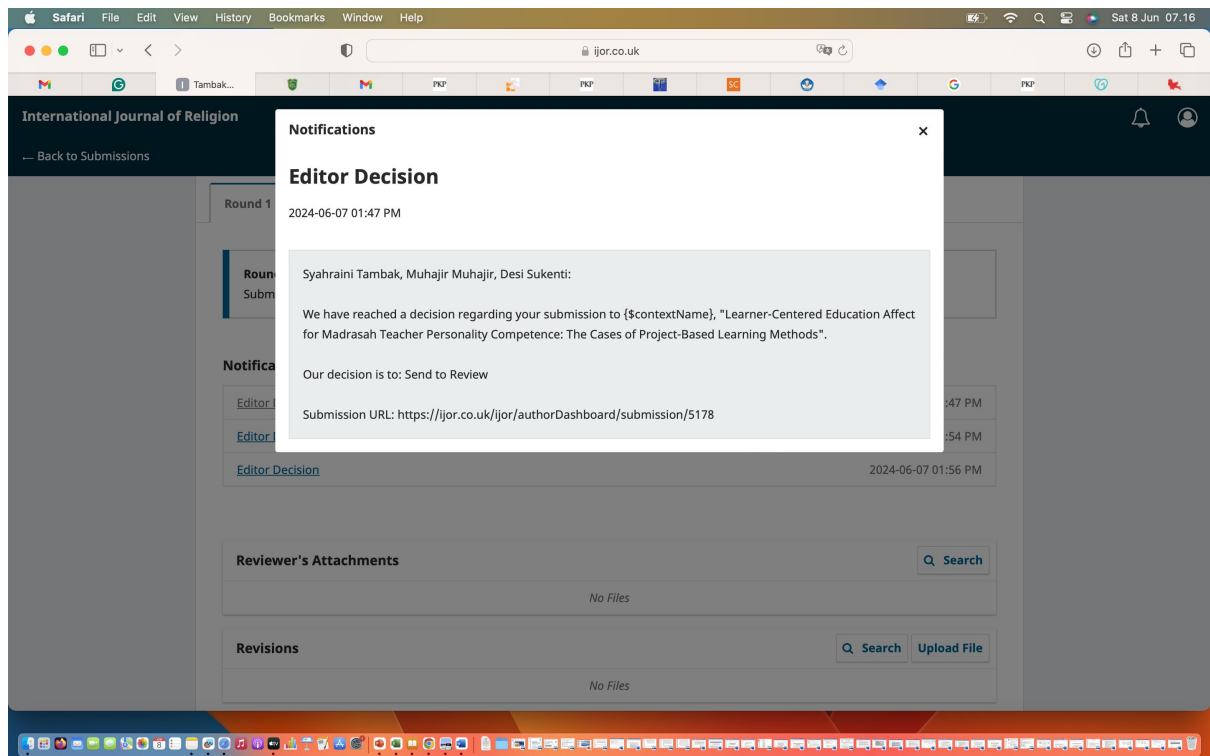 Safari File Edit View History Bookmarks Window Help
Sat 8 Jun 07.16
ijor.co.uk
Tambak...
PKP
PKP
SC
PKP
International Journal of Religion
← Back to Submissions
Notifications
×
Editor Decision
2024-06-07 01:47 PM
Syahraini Tambak, Muhajir Muhajir, Desi Sukenti:
We have reached a decision regarding your submission to {$contextName}, "Learner-Centered Education Affect
for Madrasah Teacher Personality Competence: The Cases of Project-Based Learning Methods".
Our decision is to: Send to Review
Submission URL: https://ijor.co.uk/ijor/authorDashboard/submission/5178
Round 1
Roun
Subm
Notifica
Editor
:47 PM
Editor
:54 PM
Editor Decision
2024-06-07 01:56 PM
Reviewer's Attachments
Search
No Files
Revisions
Search
Upload File
No Files